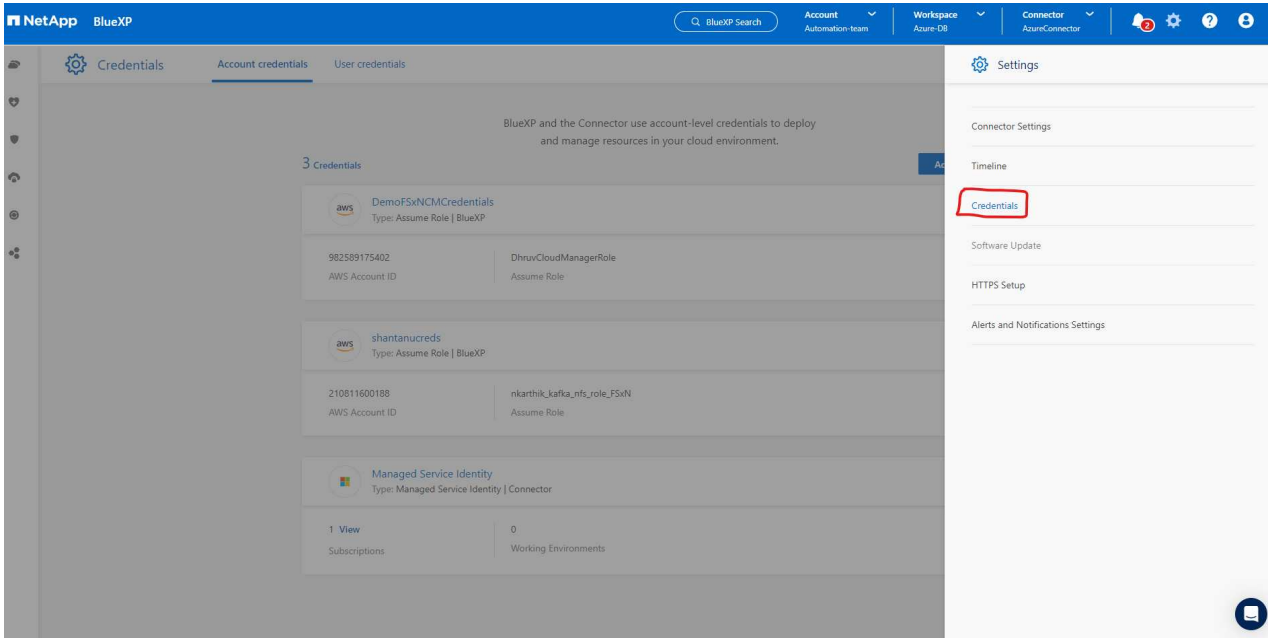 NetApp BlueXP
BlueXP Search
Account
Automation-team
Workspace
Azure-DB
Connector
AzureConnector
2
?
Credentials
Account credentials
User credentials
BlueXP and the Connector use account-level credentials to deploy
and manage resources in your cloud environment.
3 Credentials
aws
DemoFSxNCMCredentials
Type: Assume Role | BlueXP
982589175402
DhruvCloudManagerRole
AWS Account ID
Assume Role
aws
shantanucreds
Type: Assume Role | BlueXP
210811600188
nkarthik_kafka_nfs_role_FSxN
AWS Account ID
Assume Role
Managed Service Identity
Type: Managed Service Identity | Connector
1 View
0
Subscriptions
Working Environments
Settings
Connector Settings
Timeline
Credentials
Software Update
HTTPS Setup
Alerts and Notifications Settings